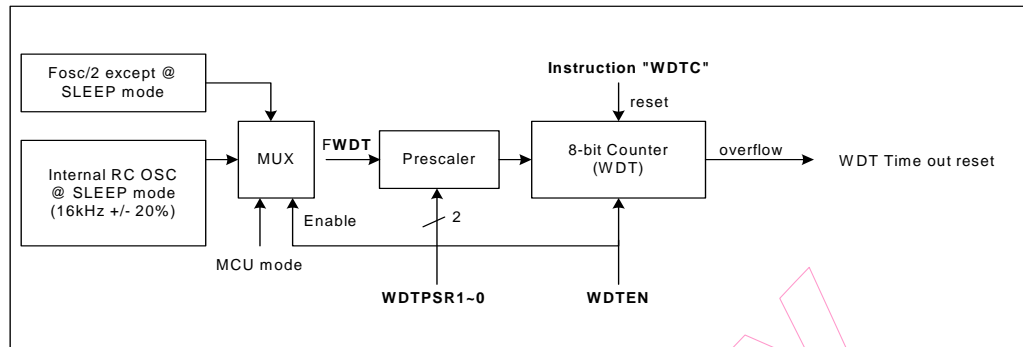 Fosc/2 except @
SLEEP mode
Internal RC OSC
@ SLEEP mode
(16kHz +/- 20%)
MUX
MCU mode
Enable
FWDT
Prescaler
2
WDTPSR1~0
Instruction "WDTC"
reset
8-bit Counter
(WDT)
WDTEN
overflow
WDT Time out reset